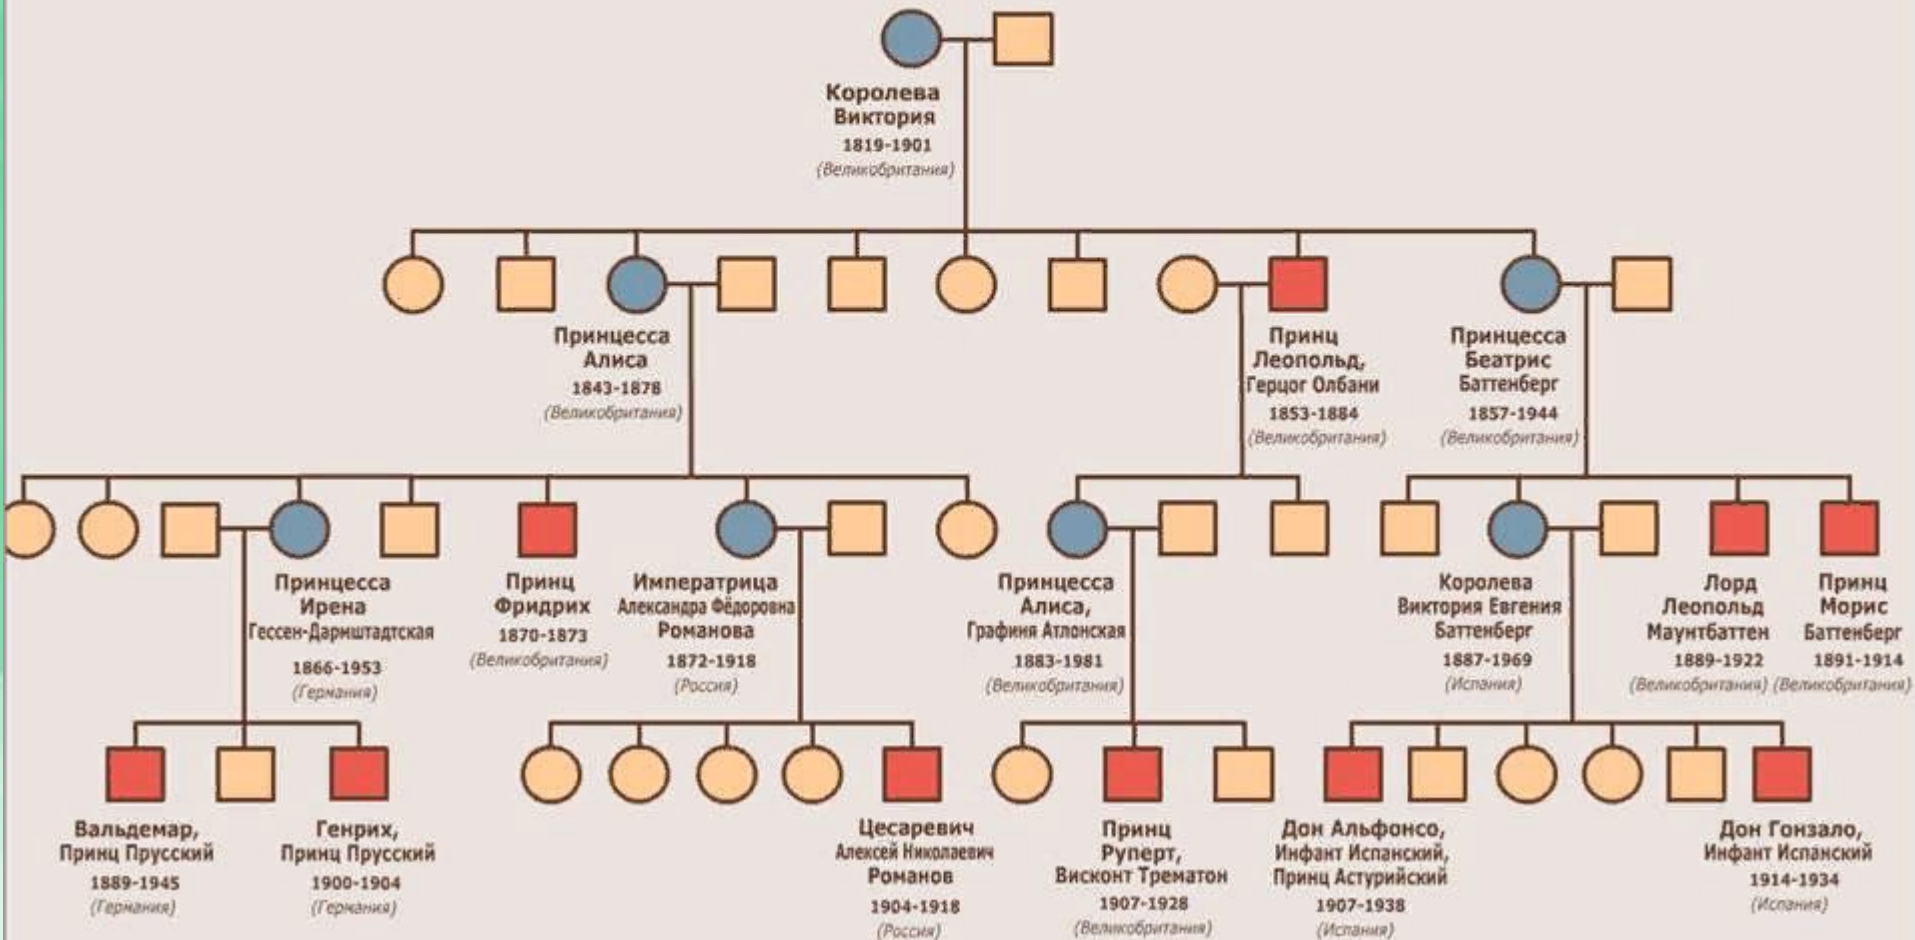 Королева
Виктория
1819-1901
(Великобритания)
Принцесса
Алиса
1843-1878
(Великобритания)
Принц
Леопольд,
Герцог Олбани
1853-1884
(Великобритания)
Принцесса
Беатрис
Баттенберг
1857-1944
(Великобритания)
Принцесса
Ирена
Гессен-Дармштадтская
1866-1953
(Германия)
Принц
Фридрих
1870-1873
(Великобритания)
Императрица
Александра Фёдоровна
Романова
1872-1918
(Россия)
Принцесса
Алиса,
Графиня Атлонская
1883-1981
(Великобритания)
Королева
Виктория Евгения
Баттенберг
1887-1969
(Испания)
Лорд
Леопольд
Маунтбаттен
1889-1922
(Великобритания)
Принц
Морис
Баттенберг
1891-1914
(Великобритания)
Вальдемар,
Принц Прусский
1889-1945
(Германия)
Генрих,
Принц Прусский
1900-1904
(Германия)
Цесаревич
Алексей Николаевич
Романов
1904-1918
(Россия)
Принц
Руперт,
Висконт Трематон
1907-1928
(Великобритания)
Дон Альфонсо,
Инфант Испанский,
Принц Астурийский
1907-1938
(Испания)
Дон Гонзало,
Инфант Испанский
1914-1934
(Испания)